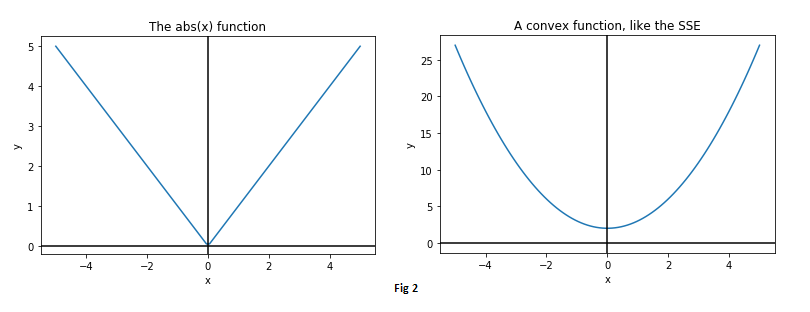 The abs(x) function
5
4
3
2
1
0
y
−4 −2 0 2 4
x
A convex function, like the SSE
25
20
15
10
5
0
y
−4 −2 0 2 4
x
Fig 2